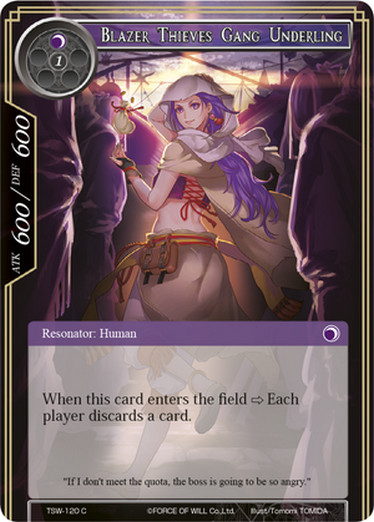 Blazer Thieves Gang Underling
1
ATK 600 / DEF 600
Resonator: Human
When this card enters the field ⇨ Each
player discards a card.
"If I don't meet the quota, the boss is going to be so angry."
TSW-120 C ©FORCE OF WILL Co.,Ltd. Illust/Tomomi TOMIDA